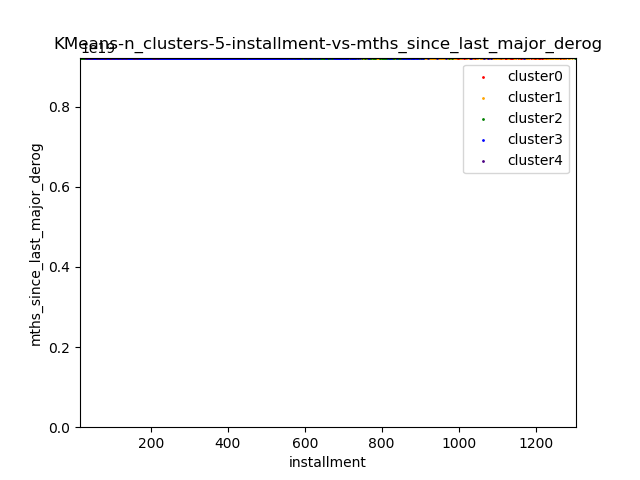 KMeans-n_clusters-5-installment-vs-mths_since_last_major_derog
1e19
cluster0
cluster1
cluster2
cluster3
cluster4
mths_since_last_major_derog
0.8
0.6
0.4
0.2
0.0
200 400 600 800 1000 1200
installment